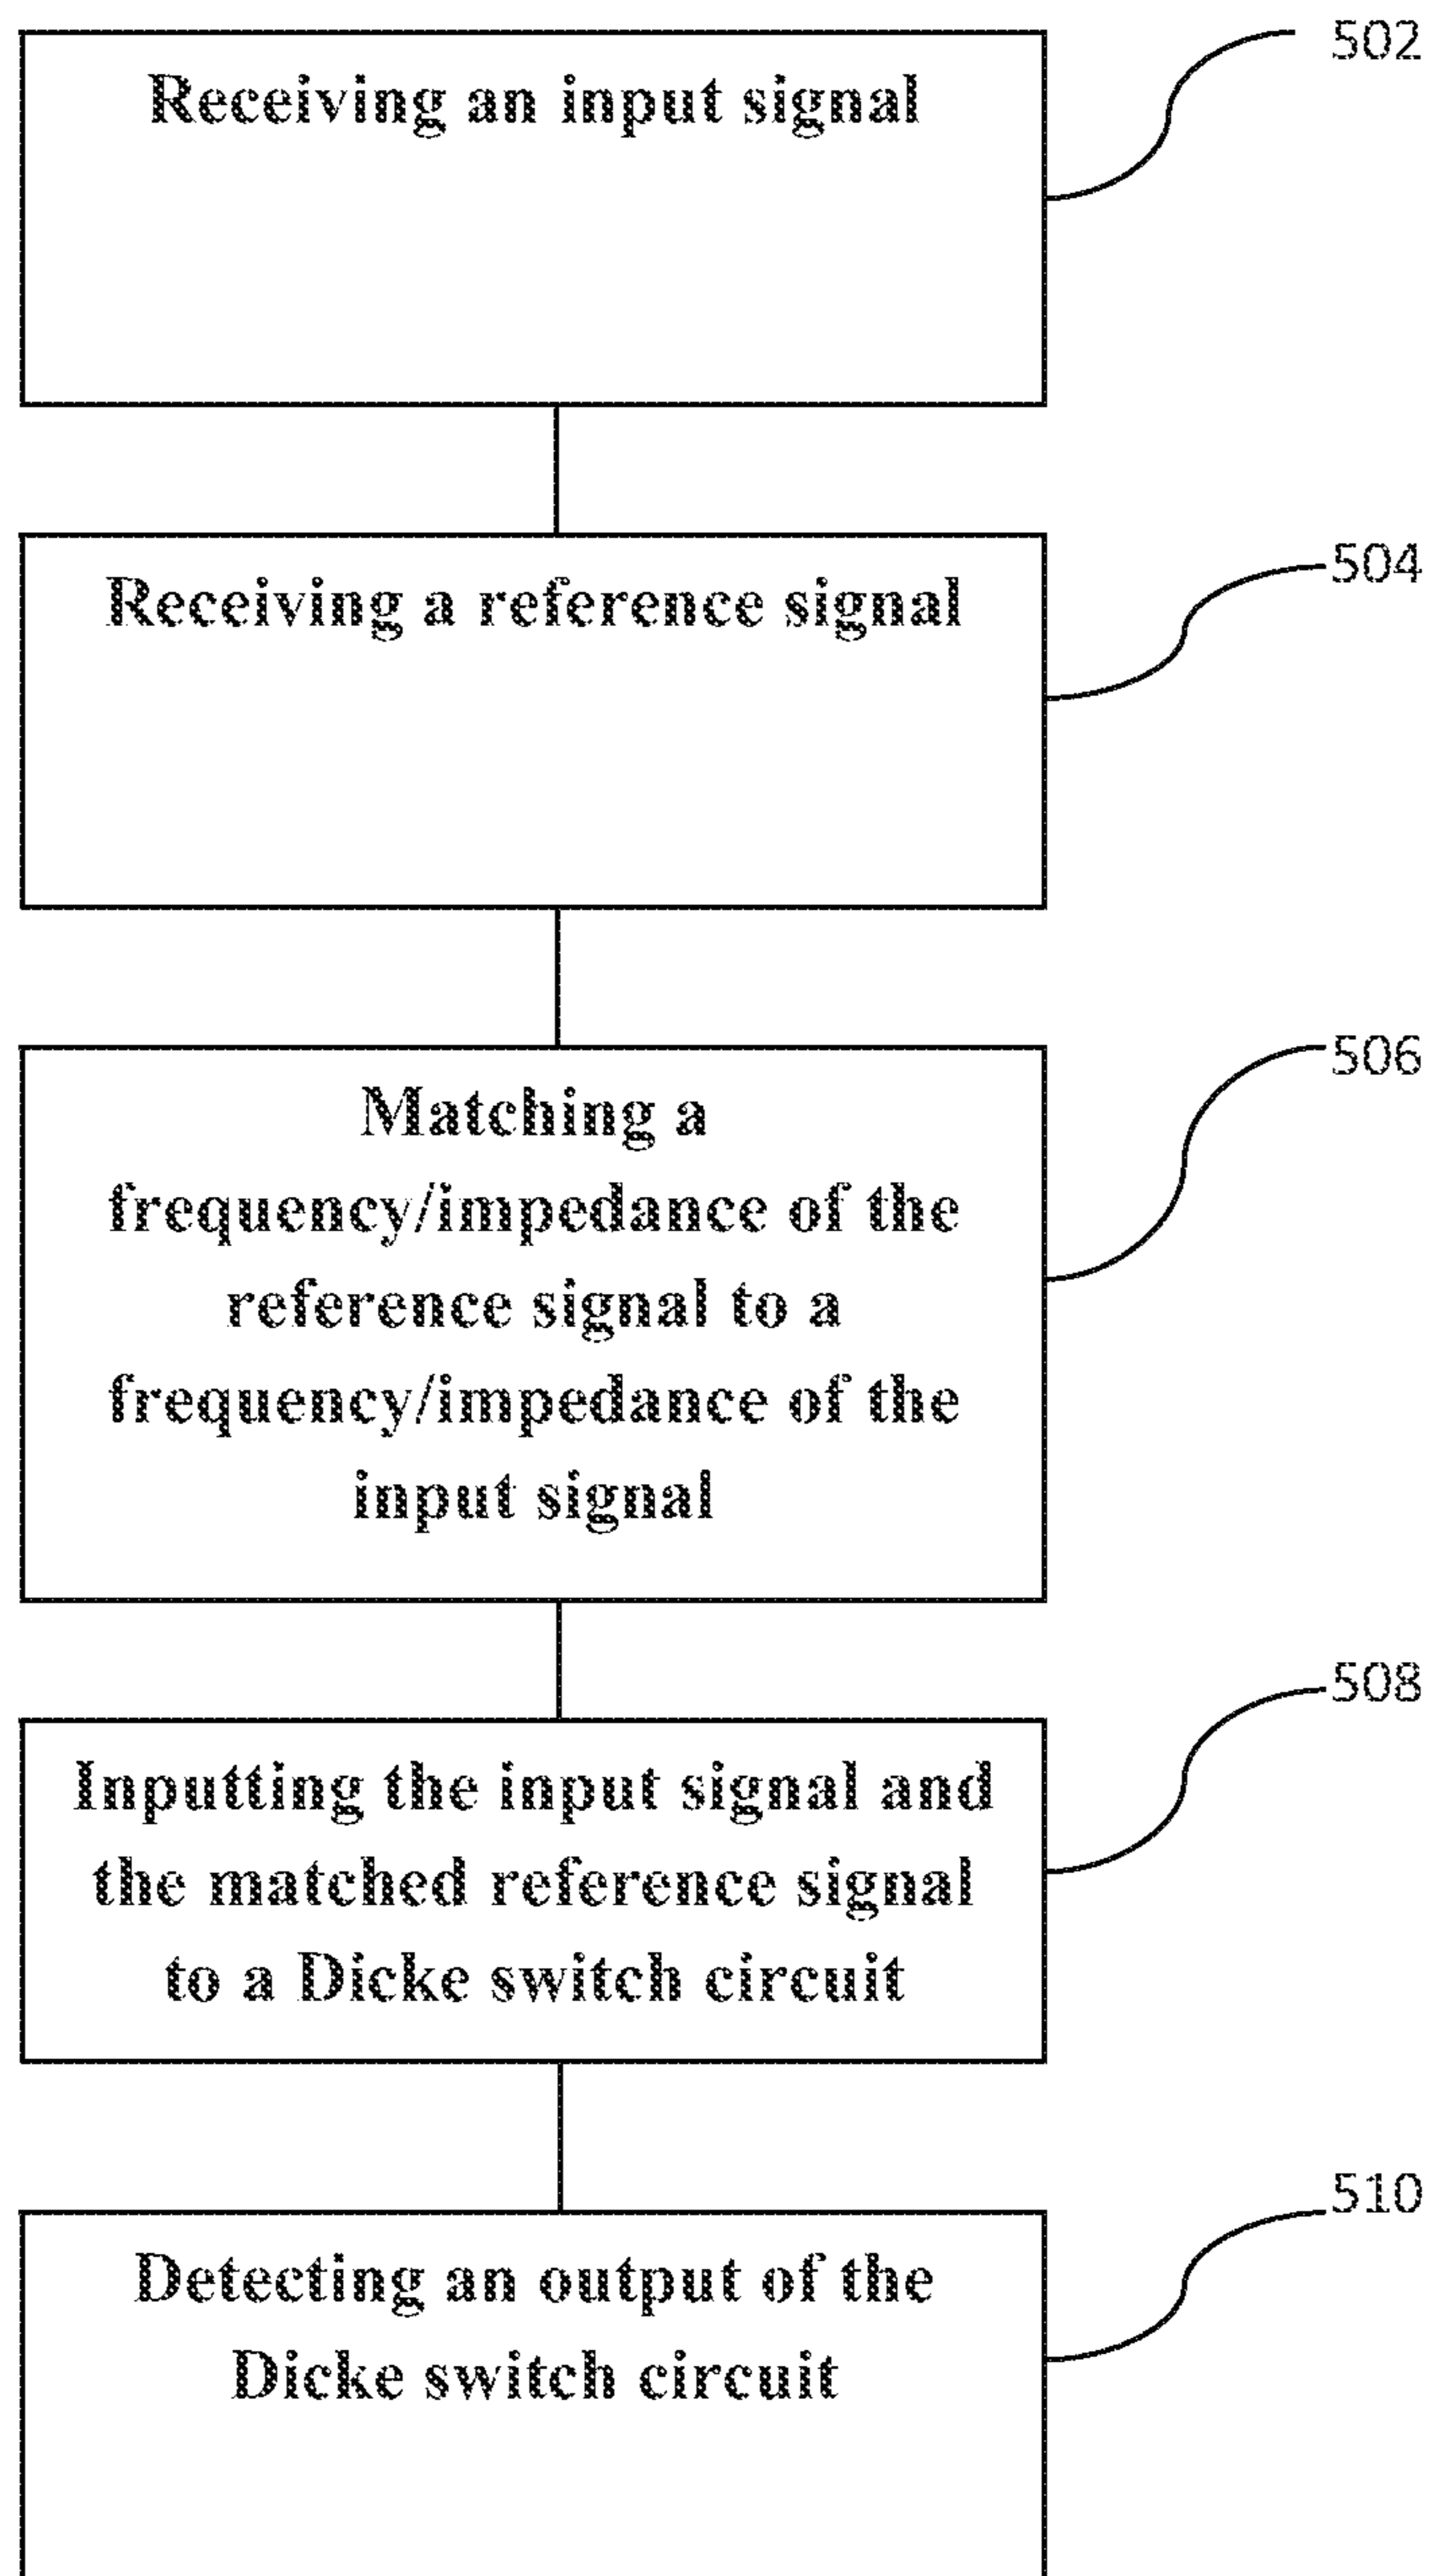 Receiving an input signal
502
Receiving a reference signal
504
Matching a
frequency/impedance of the
reference signal to a
frequency/impedance of the
input signal
506
Inputting the input signal and
the matched reference signal
to a Dicke switch circuit
508
Detecting an output of the
Dicke switch circuit
510